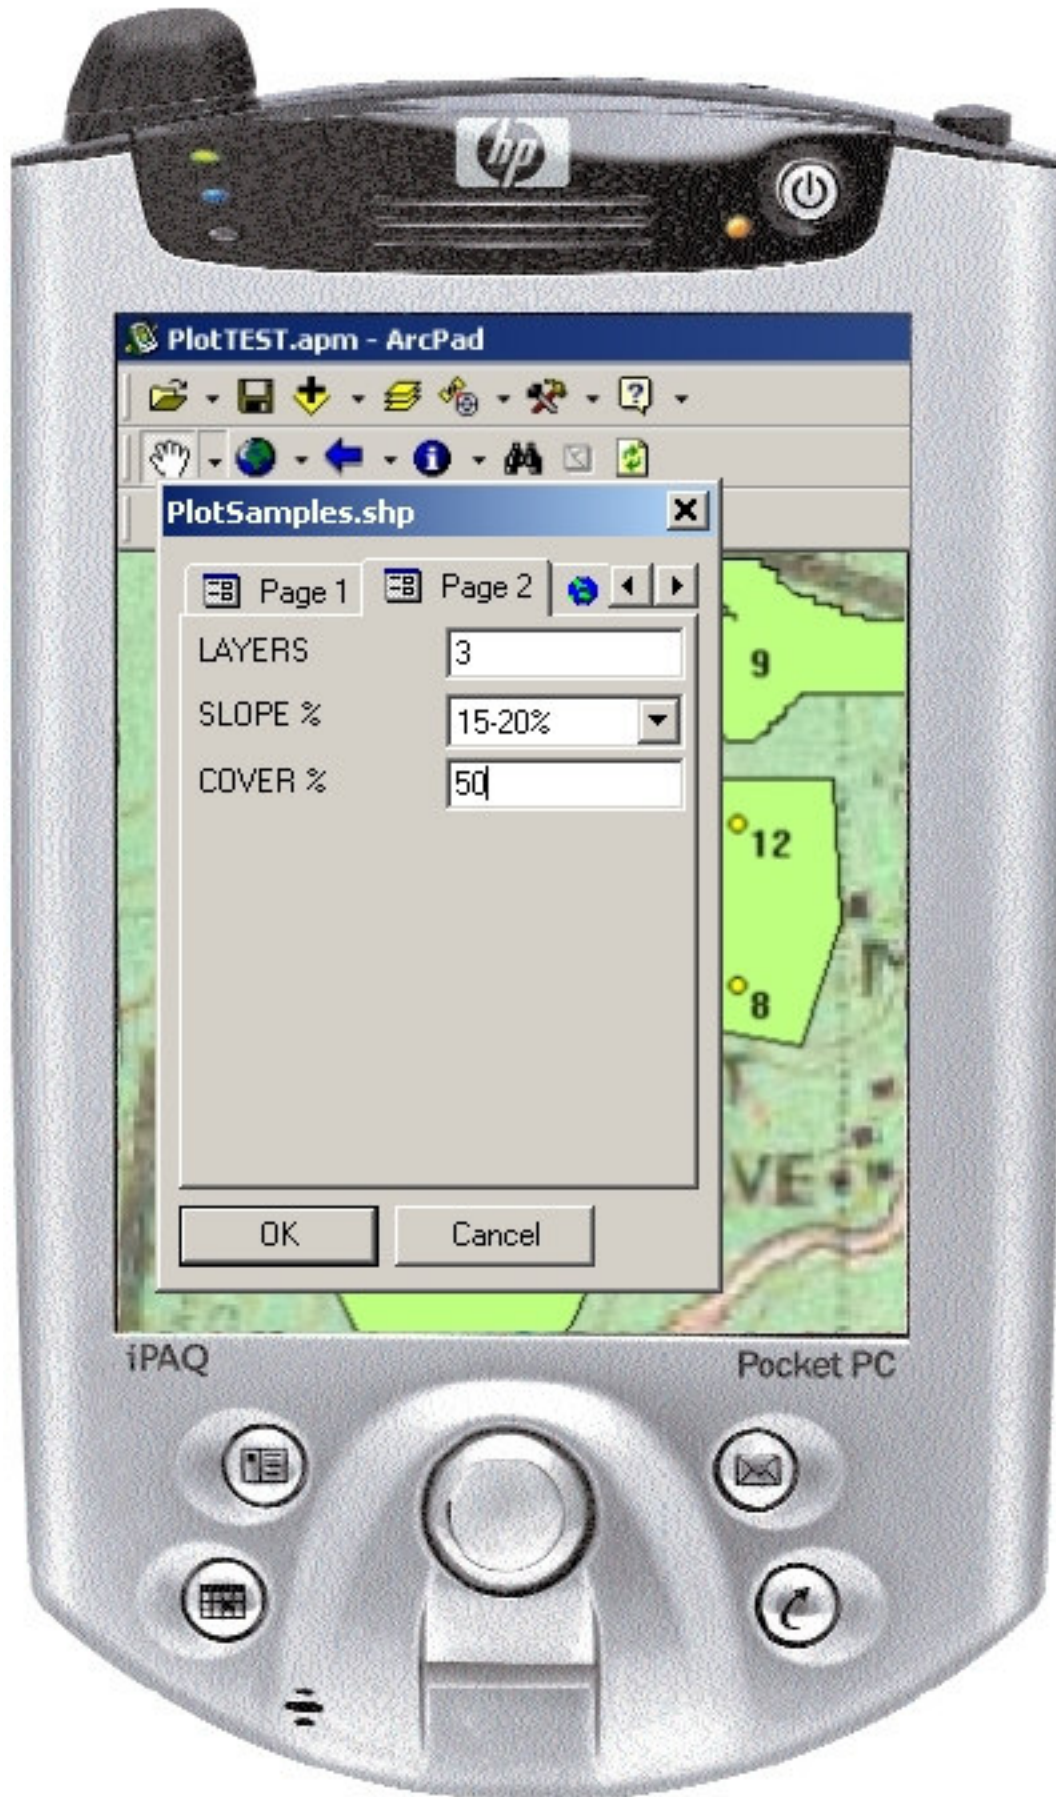 hp
PlotTEST.apm - ArcPad
PlotSamples.shp
Page 1
Page 2
LAYERS
3
SLOPE %
15-20%
COVER %
50
9
12
8
VE
OK
Cancel
iPAQ
Pocket PC